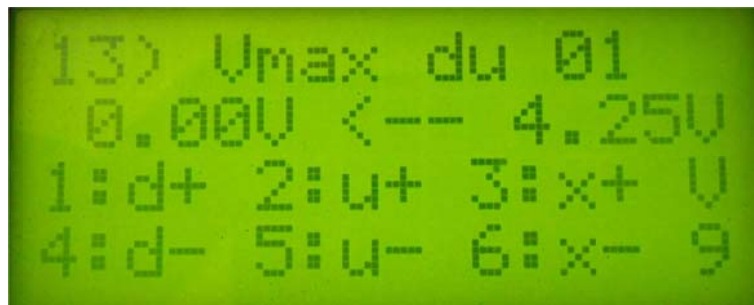 13) Vmax du 01
0.00V <-- 4.25V
1:d+ 2:u+ 3:x+ V
4:d- 5:u- 6:x- 9